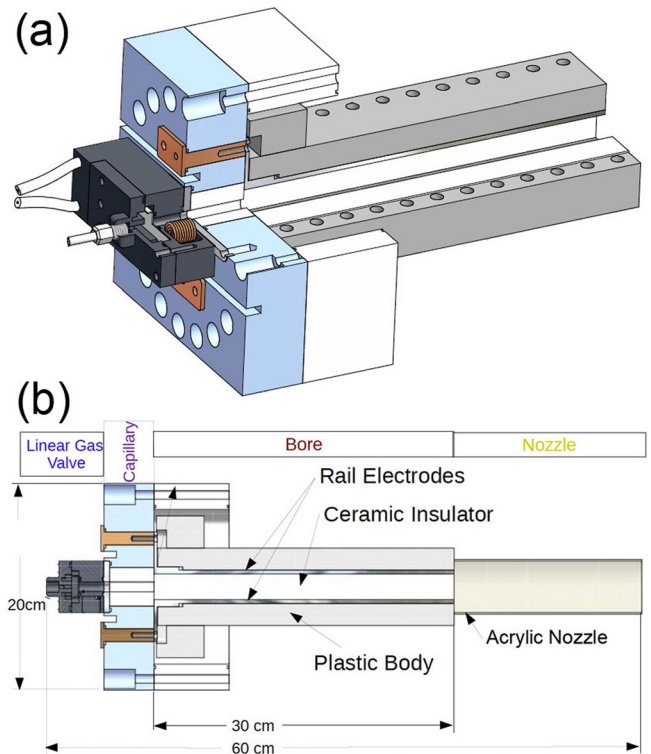 (a)
(b)
Linear Gas
Valve
Capillary
Bore
Nozzle
Rail Electrodes
Ceramic Insulator
20cm
Acrylic Nozzle
Plastic Body
30 cm
60 cm